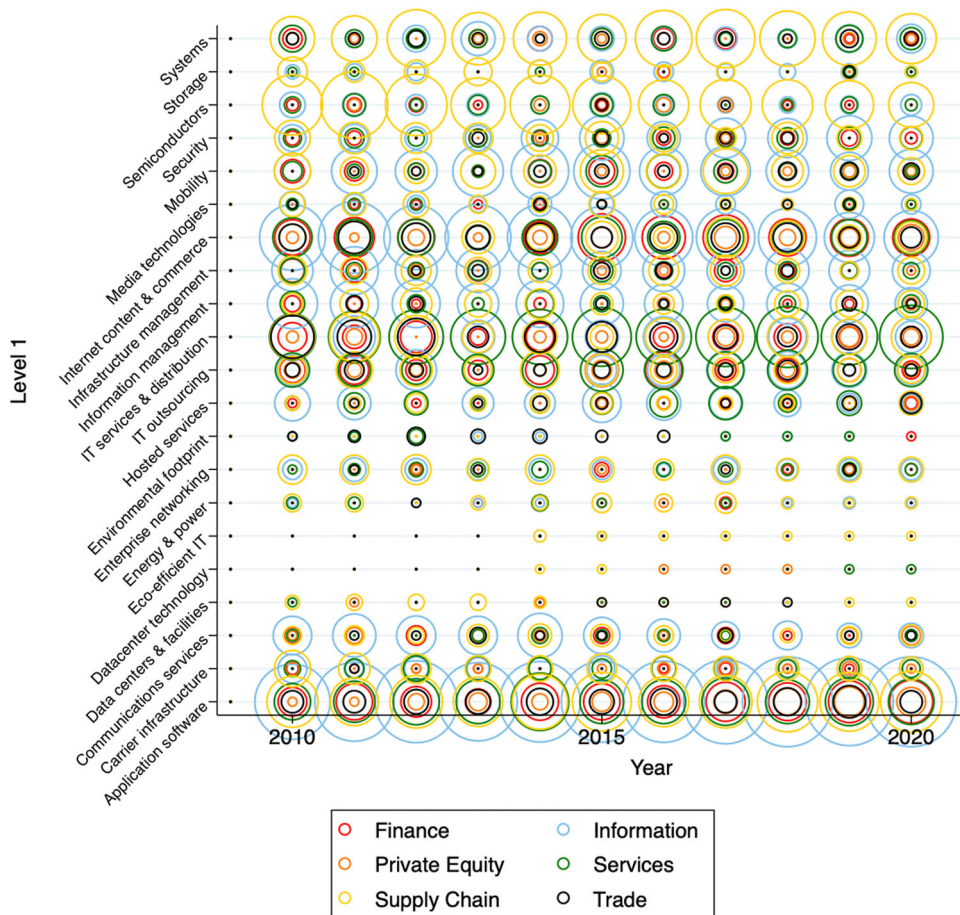 Level 1
Systems
Storage
Semiconductors
Security
Mobility
Media technologies
Internet content & commerce
Infrastructure management
Information management
IT services & distribution
IT outsourcing
Hosted services
Environmental footprint
Enterprise networking
Energy & power
Eco-efficient IT
Datacenter technology
Data centers & facilities
Communications services
Carrier infrastructure
Application software
2010 2015 2020
Year
Finance Information
Private Equity Services
Supply Chain Trade